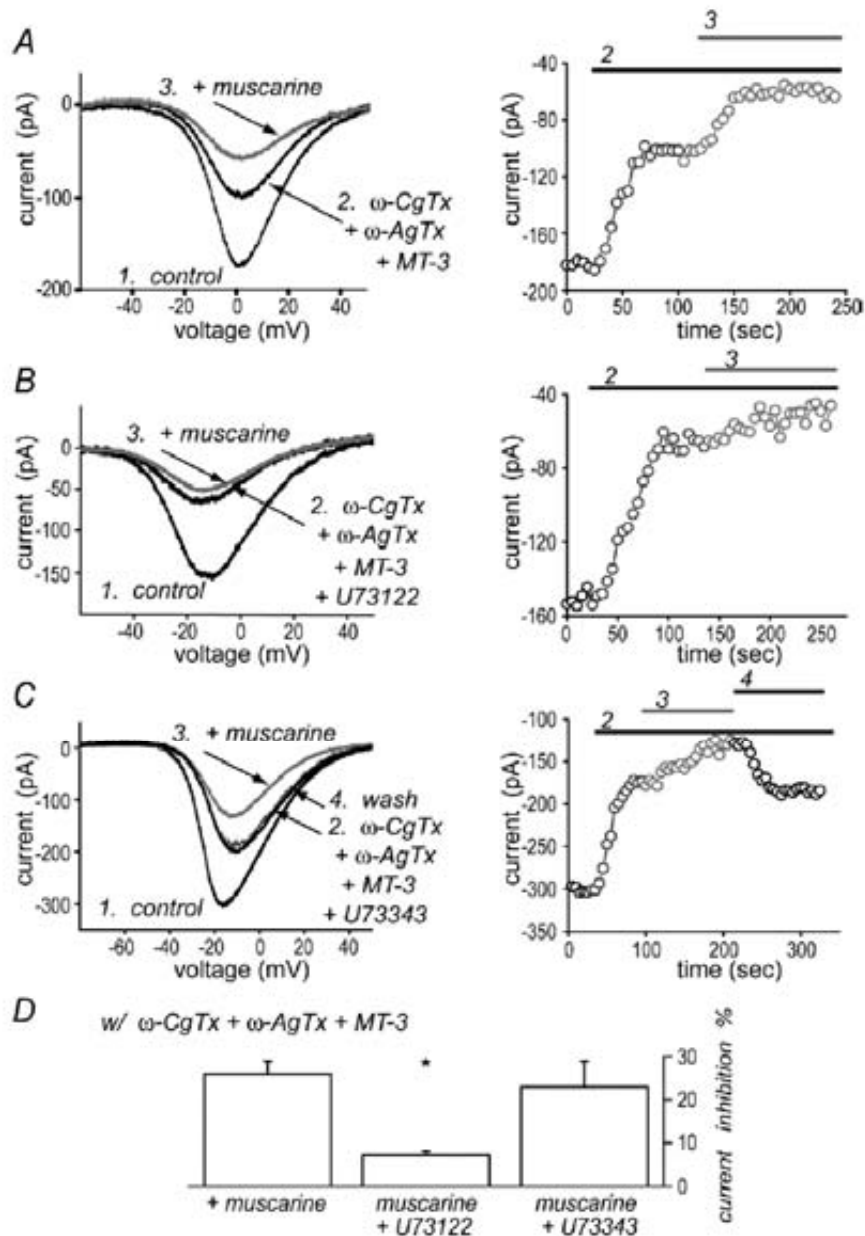 A
3. + muscarine
2. ω-CgTx
+ ω-AgTx
+ MT-3
1. control
current (pA)
0
-100
-200
-40 -20 0 20 40
voltage (mV)
2
3
current (pA)
-40
-80
-120
-160
-200
0 50 100 150 200 250
time (sec)
B
3. + muscarine
2. ω-CgTx
+ ω-AgTx
+ MT-3
+ U73122
1. control
current (pA)
0
-50
-100
-150
-40 -20 0 20 40
voltage (mV)
2
3
current (pA)
-40
-80
-120
-160
0 50 100 150 200 250
time (sec)
C
3. + muscarine
4. wash
2. ω-CgTx
+ ω-AgTx
+ MT-3
+ U73343
1. control
current (pA)
0
-100
-200
-300
-60 -40 -20 0 20 40
voltage (mV)
2
3
4
current (pA)
-100
-150
-200
-250
-300
-350
0 100 200 300
time (sec)
D
w/ ω-CgTx + ω-AgTx + MT-3
*
30
20
10
0
current inhibition %
+ muscarine
muscarine
+ U73122
muscarine
+ U73343